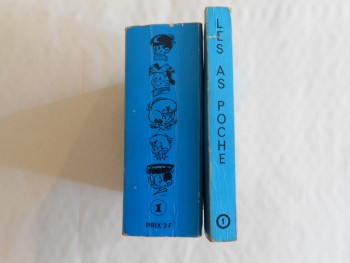 1
PRIX 3 F
LES AS POCHE
1